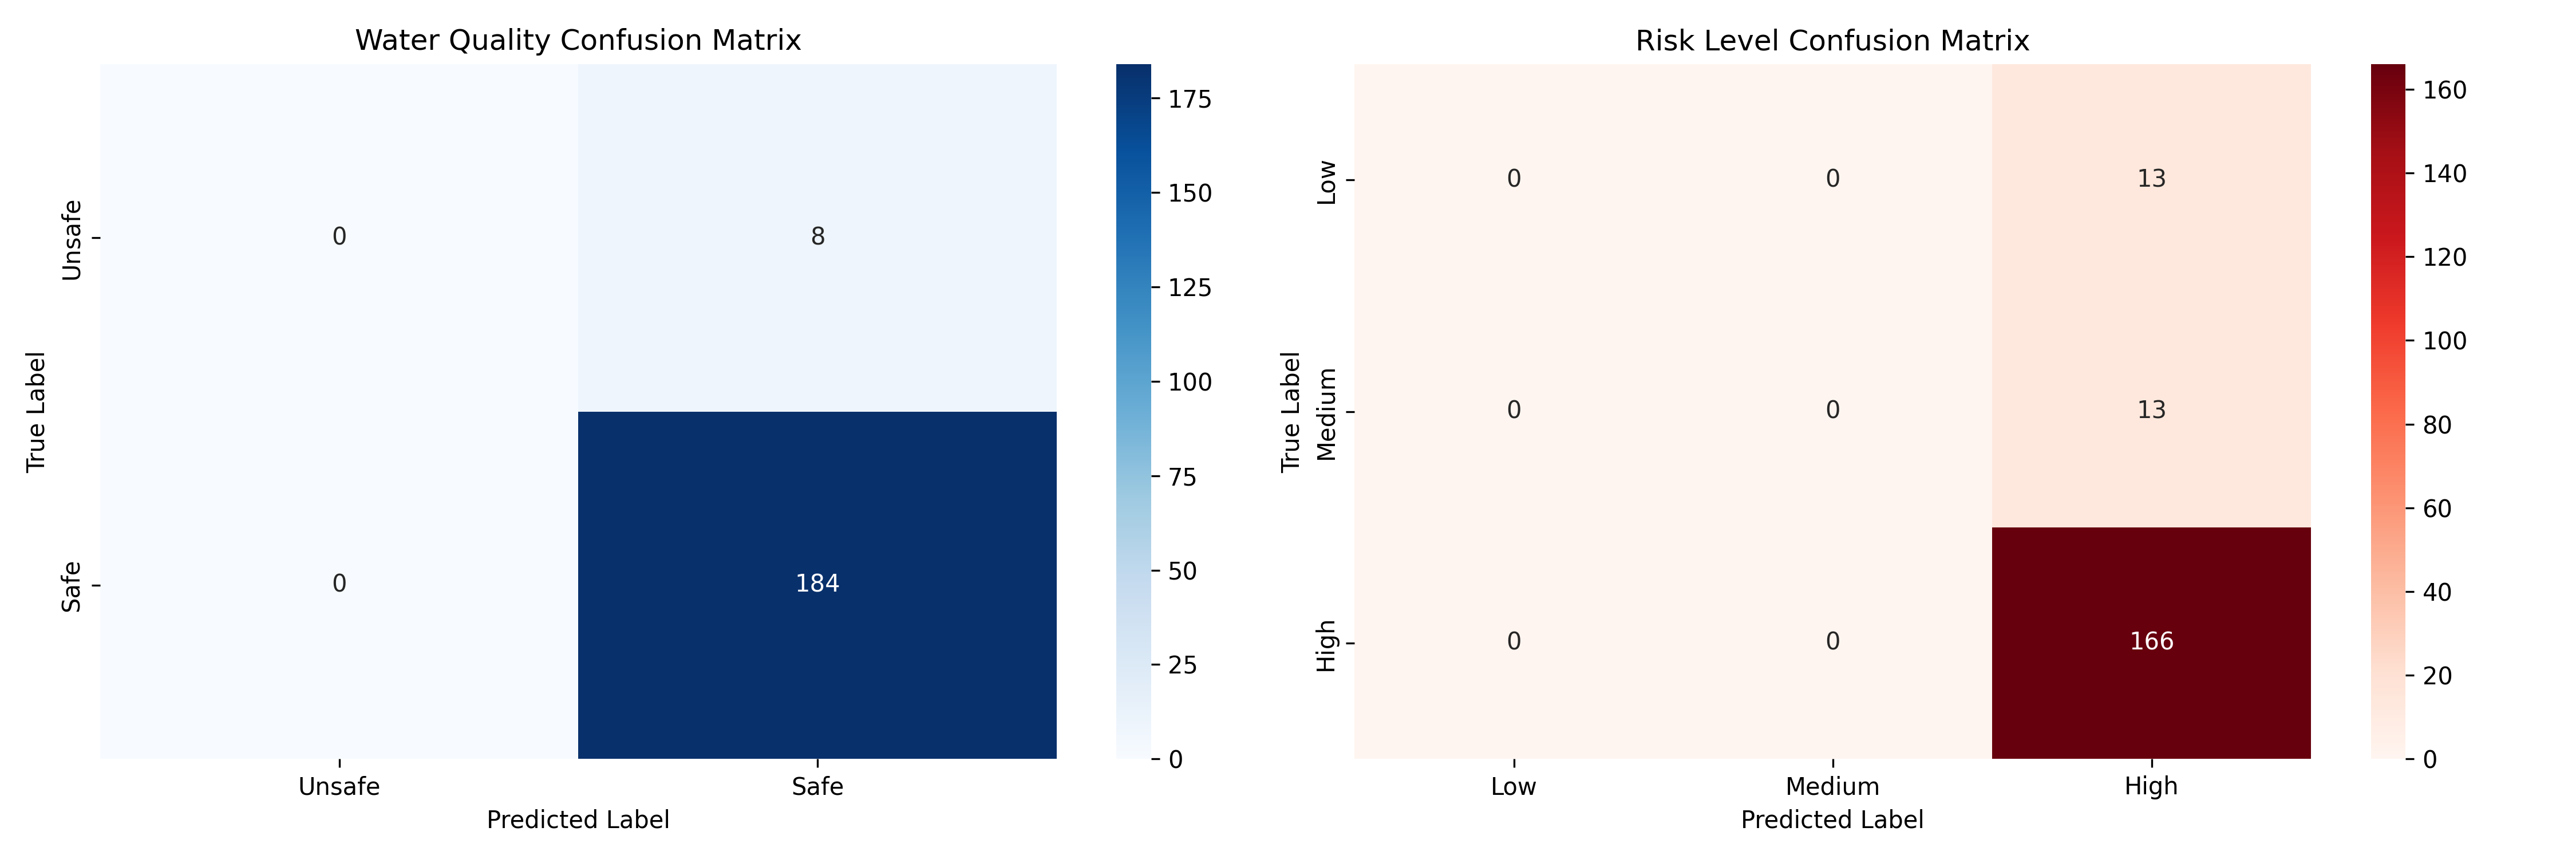 Water Quality Confusion Matrix
True Label
Unsafe
Safe
0
8
0
184
Unsafe
Safe
Predicted Label
175
150
125
100
75
50
25
0
Risk Level Confusion Matrix
True Label
Low
Medium
High
0
0
13
0
0
13
0
0
166
Low
Medium
High
Predicted Label
160
140
120
100
80
60
40
20
0